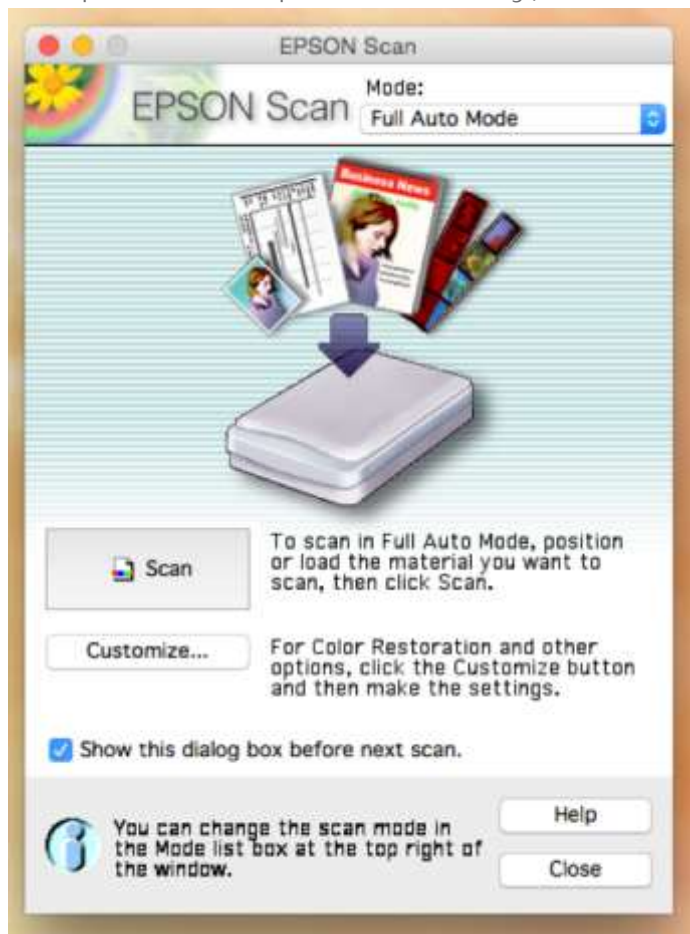 EPSON Scan
EPSON Scan
Mode:
Full Auto Mode
Business News
Scan
To scan in Full Auto Mode, position
or load the material you want to
scan, then click Scan.
Customize...
For Color Restoration and other
options, click the Customize button
and then make the settings.
Show this dialog box before next scan.
You can change the scan mode in
the Mode list box at the top right of
the window.
Help
Close